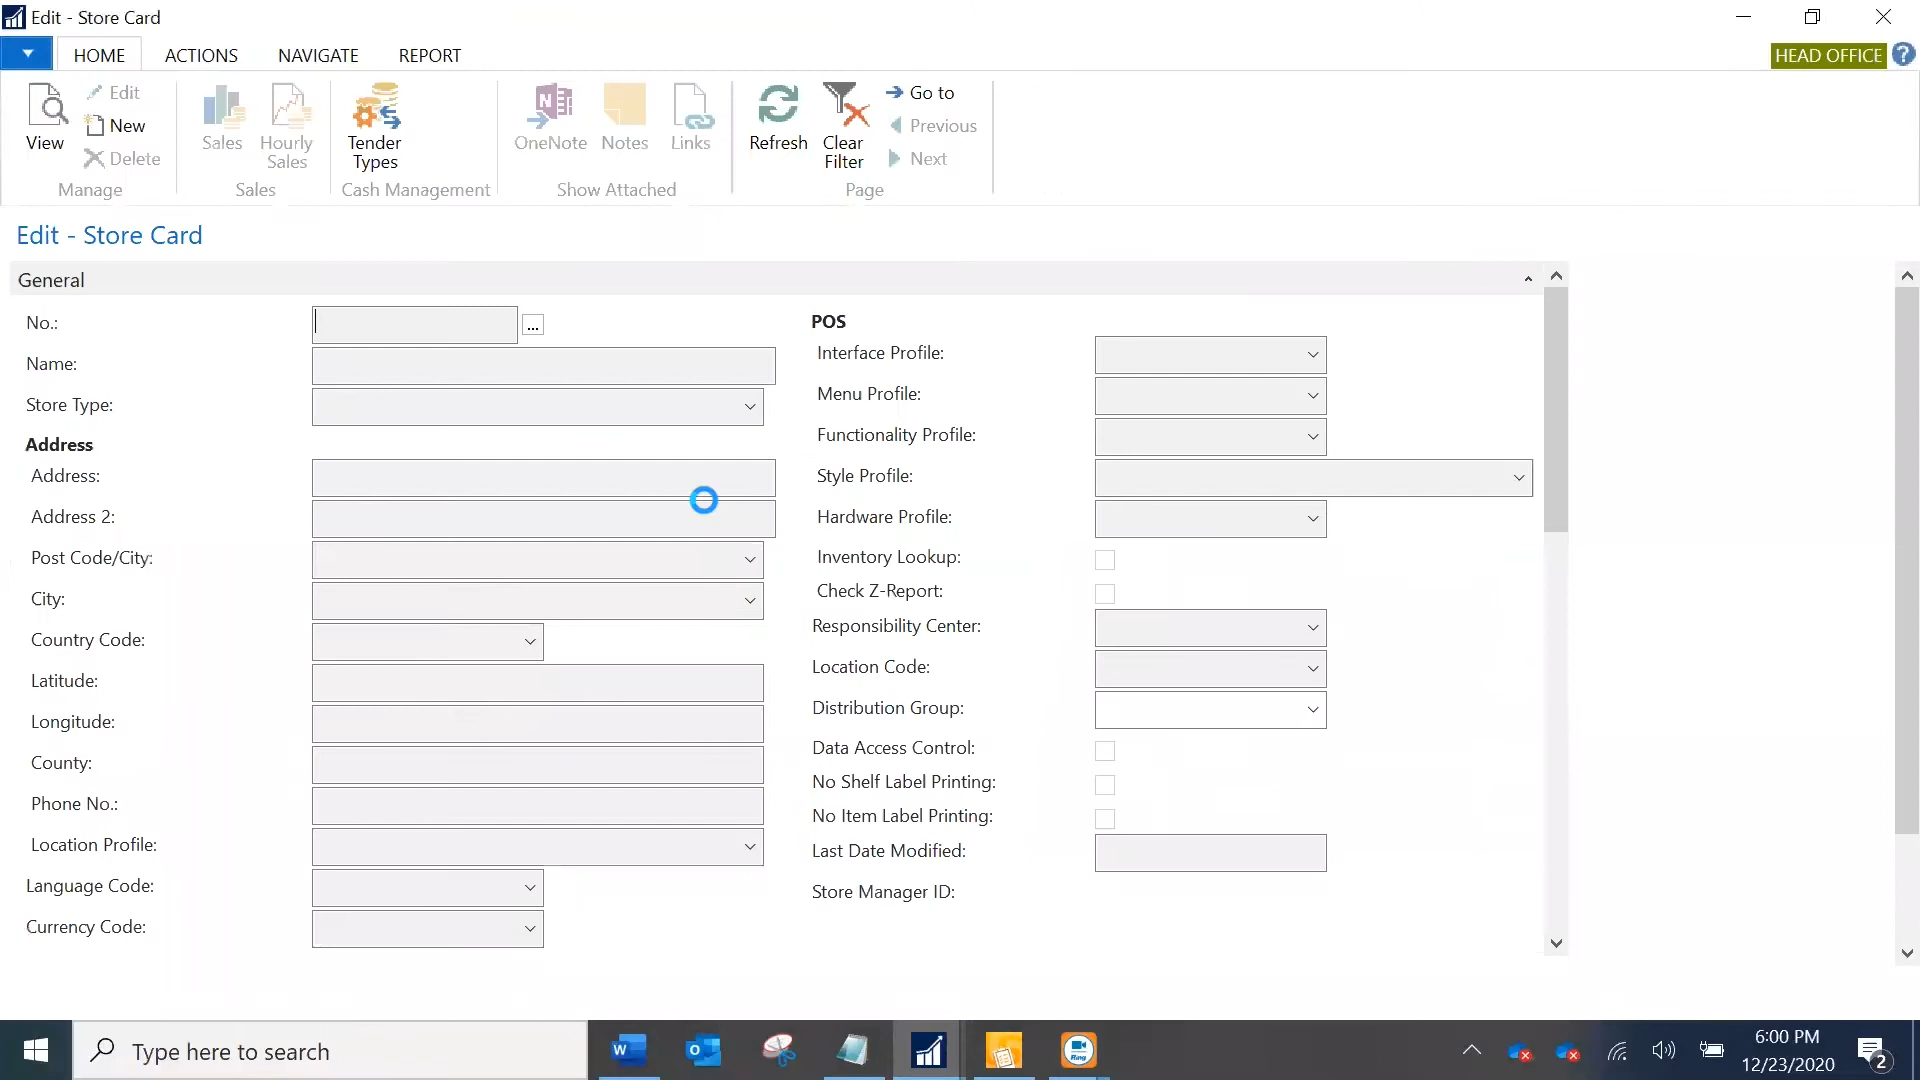 Edit - Store Card
HOME
ACTIONS
NAVIGATE
REPORT
HEAD OFFICE
?
View
Edit
New
Delete
Manage
Sales
Hourly
Sales
Sales
Tender
Types
Cash Management
OneNote
Notes
Links
Show Attached
Refresh
Clear
Filter
Go to
Previous
Next
Page
Edit - Store Card
General
No.:
...
Name:
Store Type:
Address
Address:
Address 2:
Post Code/City:
City:
Country Code:
Latitude:
Longitude:
County:
Phone No.:
Location Profile:
Language Code:
Currency Code:
POS
Interface Profile:
Menu Profile:
Functionality Profile:
Style Profile:
Hardware Profile:
Inventory Lookup:
Check Z-Report:
Responsibility Center:
Location Code:
Distribution Group:
Data Access Control:
No Shelf Label Printing:
No Item Label Printing:
Last Date Modified:
Store Manager ID:
Type here to search
6:00 PM
12/23/2020
2